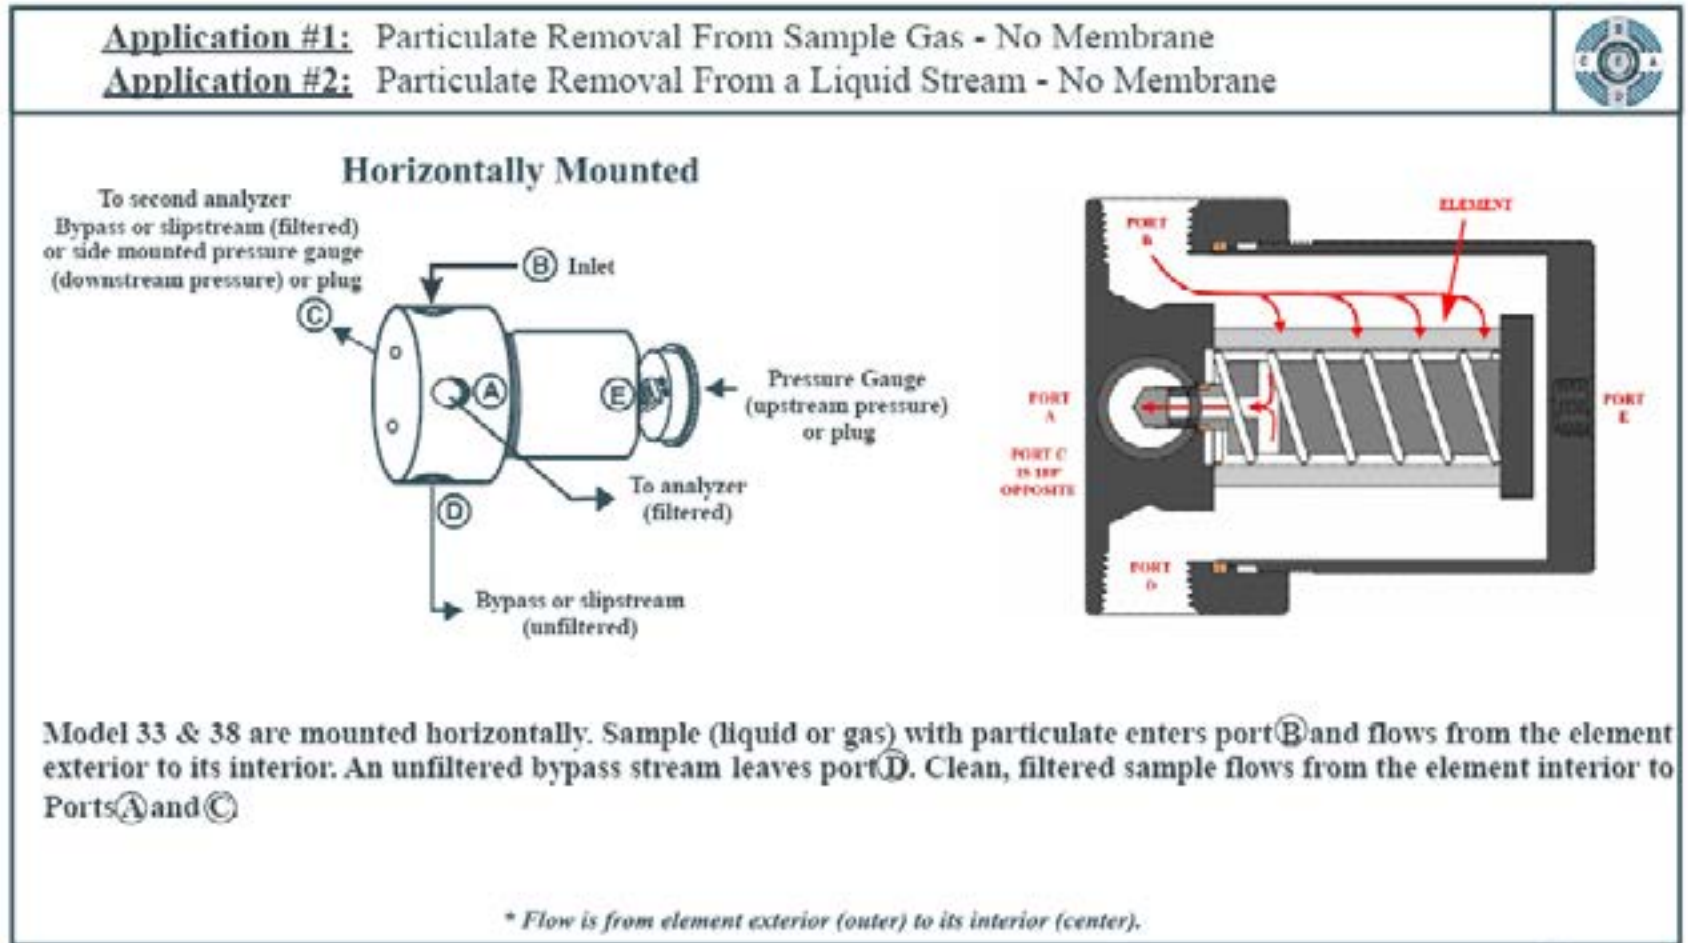 Application #1: Particulate Removal From Sample Gas - No Membrane
Application #2: Particulate Removal From a Liquid Stream - No Membrane
B
C E A
D
Horizontally Mounted
To second analyzer
Bypass or slipstream (filtered)
or side mounted pressure gauge
(downstream pressure) or plug
C
B Inlet
A
E
Pressure Gauge
(upstream pressure)
or plug
D
To analyzer
(filtered)
Bypass or slipstream
(unfiltered)
PORT
B
ELEMENT
PORT
A
PORT C
IS 180°
OPPOSITE
PORT
E
PORT
D
Model 33 & 38 are mounted horizontally. Sample (liquid or gas) with particulate enters port B and flows from the element
exterior to its interior. An unfiltered bypass stream leaves port D. Clean, filtered sample flows from the element interior to
Ports A and C
* Flow is from element exterior (outer) to its interior (center).